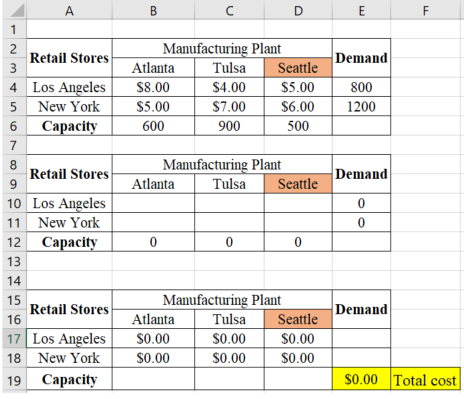 A B C D E F
1
2 Retail Stores Manufacturing Plant Demand
3 Atlanta Tulsa Seattle
4 Los Angeles $8.00 $4.00 $5.00 800
5 New York $5.00 $7.00 $6.00 1200
6 Capacity 600 900 500
7
8 Retail Stores Manufacturing Plant Demand
9 Atlanta Tulsa Seattle
10 Los Angeles 0
11 New York 0
12 Capacity 0 0 0
13
14
15 Retail Stores Manufacturing Plant Demand
16 Atlanta Tulsa Seattle
17 Los Angeles $0.00 $0.00 $0.00
18 New York $0.00 $0.00 $0.00
19 Capacity $0.00 Total cost